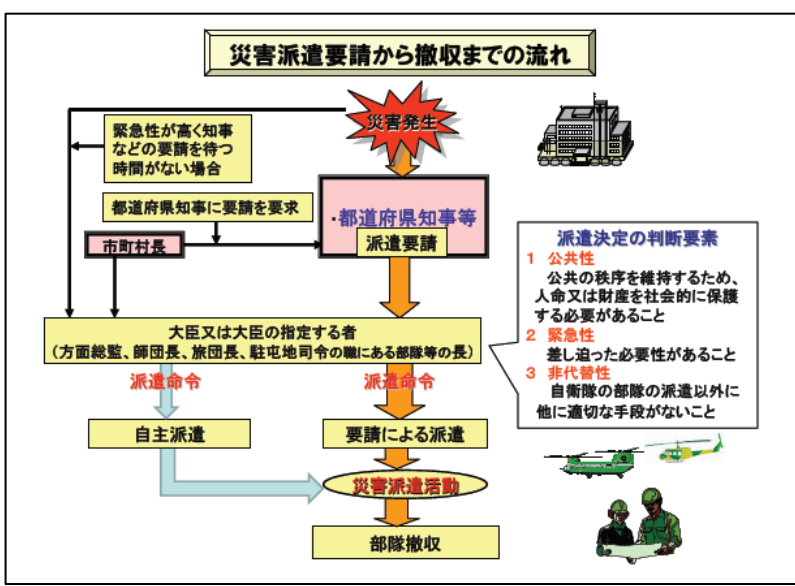 災害派遣要請から撤収までの流れ
災害発生
緊急性が高く知事
などの要請を待つ
時間がない場合
都道府県知事に要請を要求
市町村長
・都道府県知事等
派遣要請
大臣又は大臣の指定する者
(方面総監、師団長、旅団長、駐屯地司令の職にある部隊等の長)
派遣命令
派遣命令
自主派遣
要請による派遣
災害派遣活動
部隊撤収
派遣決定の判断要素
1 公共性
公共の秩序を維持するため、
人命又は財産を社会的に保護
する必要があること
2 緊急性
差し迫った必要性があること
3 非代替性
自衛隊の部隊の派遣以外に
他に適切な手段がないこと